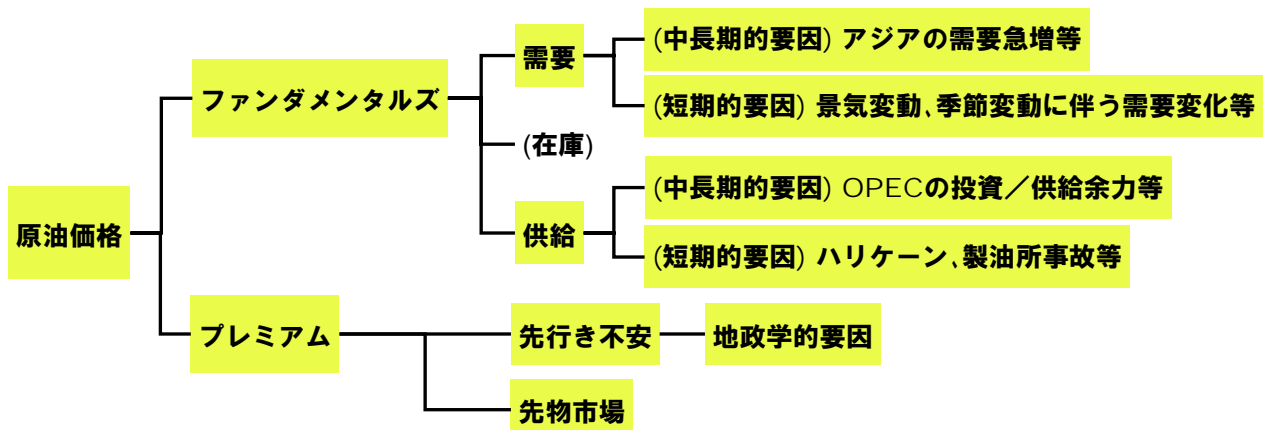 原油価格
ファンダメンタルズ
需要
(中長期的要因) アジアの需要急増等
(短期的要因) 景気変動、季節変動に伴う需要変化等
(在庫)
供給
(中長期的要因) OPECの投資／供給余力等
(短期的要因) ハリケーン、製油所事故等
プレミアム
先行き不安
地政学的要因
先物市場